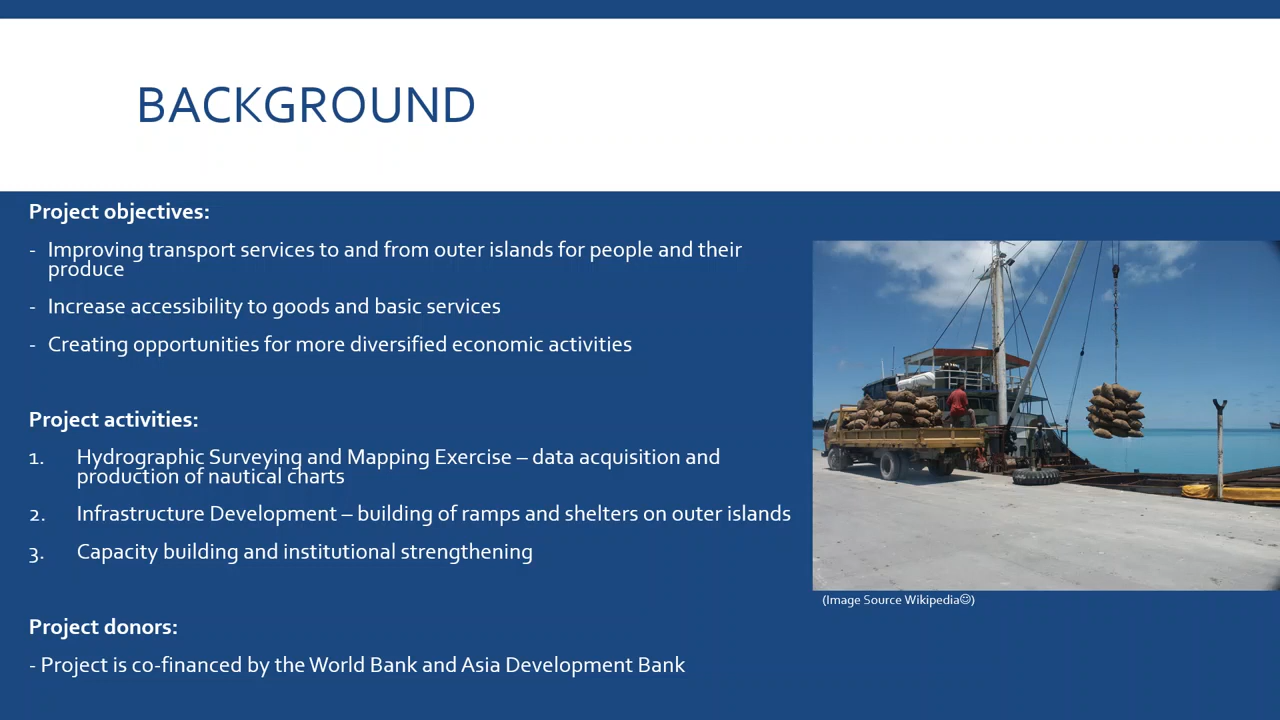 BACKGROUND
Project objectives:
- Improving transport services to and from outer islands for people and their
produce
- Increase accessibility to goods and basic services
- Creating opportunities for more diversified economic activities
Project activities:
1. Hydrographic Surveying and Mapping Exercise – data acquisition and
production of nautical charts
2. Infrastructure Development – building of ramps and shelters on outer islands
3. Capacity building and institutional strengthening
(Image Source Wikipedia☺)
Project donors:
- Project is co-financed by the World Bank and Asia Development Bank